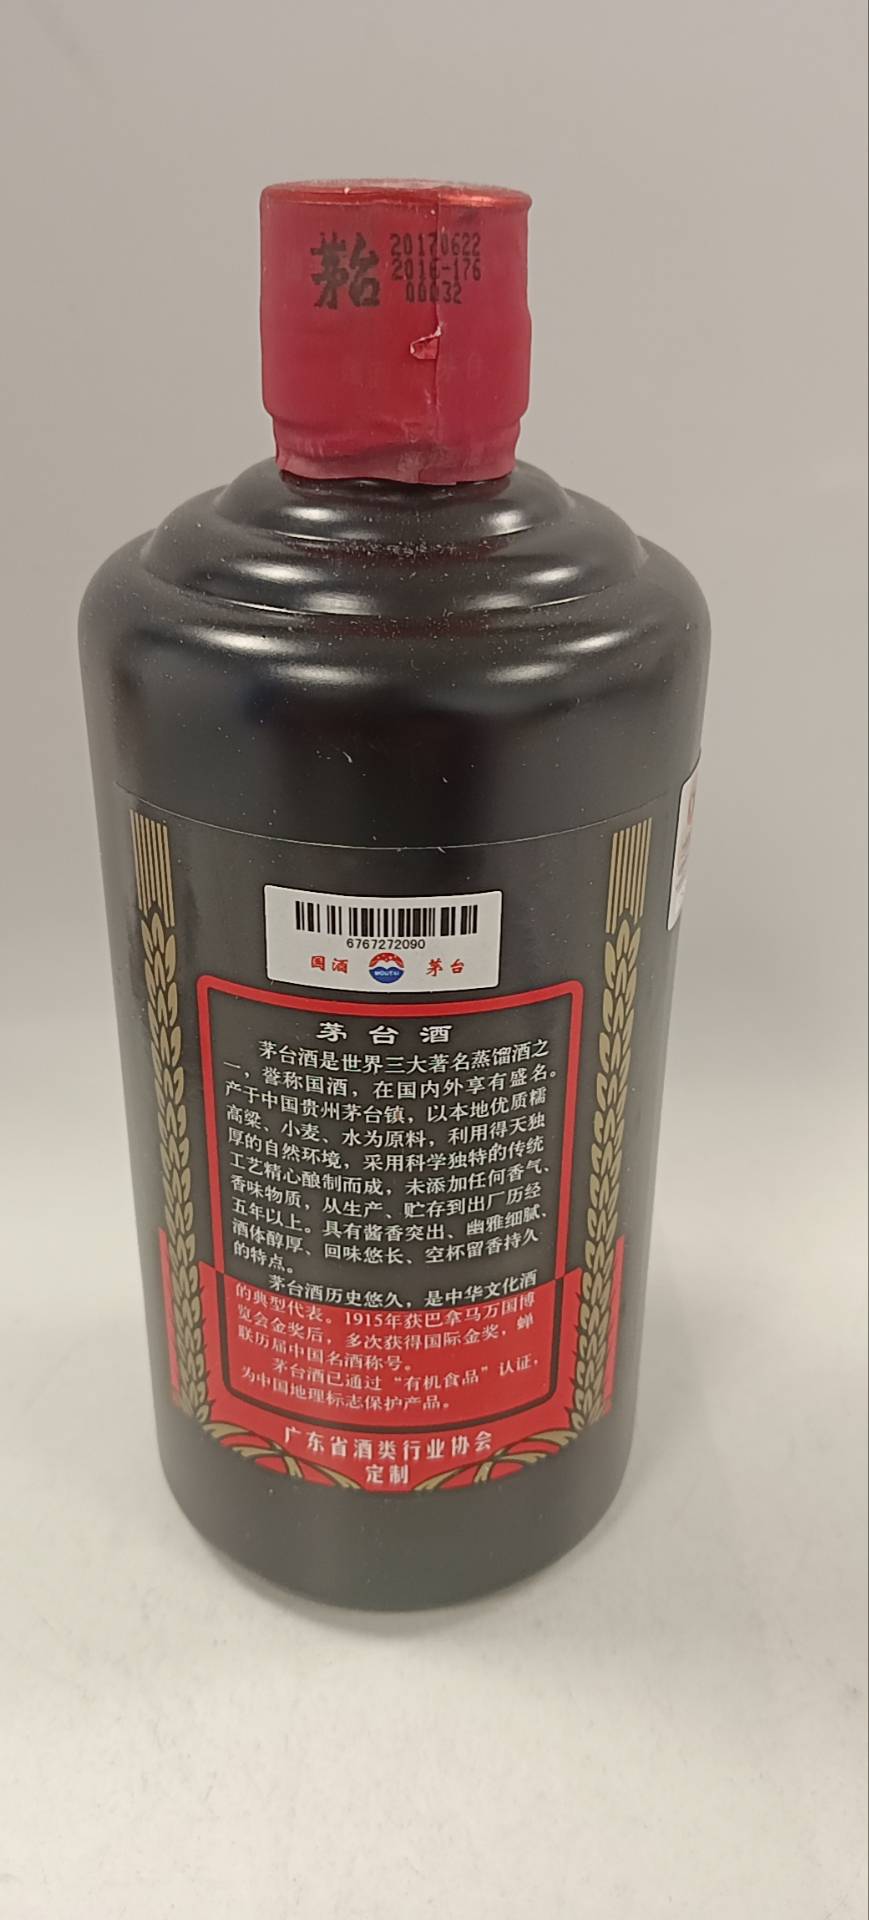 茅台
20170622
2016-176
00032
6767272090
国酒
MOUTAI
茅台
茅台酒
茅台酒是世界三大著名蒸馏酒之
一，誉称国酒，在国内外享有盛名。
产于中国贵州茅台镇，以本地优质糯
高粱、小麦、水为原料，利用得天独
厚的自然环境，采用科学独特的传统
工艺精心酿制而成，未添加任何香气、
香味物质，从生产、贮存到出厂历经
五年以上。具有酱香突出、幽雅细腻、
酒体醇厚、回味悠长、空杯留香持久
的特点。
茅台酒历史悠久，是中华文化酒
的典型代表。1915年获巴拿马万国博
览会金奖后，多次获得国际金奖，蝉
联历届中国名酒称号。
茅台酒已通过“有机食品”认证，
为中国地理标志保护产品。
广东省酒类行业协会
定制